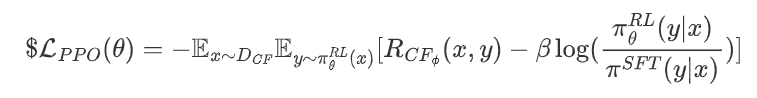 $\mathcal{L}_{PPO}(\theta) = -\mathbb{E}_{x \sim D_{CF}} \mathbb{E}_{y \sim \pi_{\theta}^{RL}(x)} [R_{CF_{\phi}}(x, y) - \beta \log(\frac{\pi_{\theta}^{RL}(y|x)}{\pi^{SFT}(y|x)})]